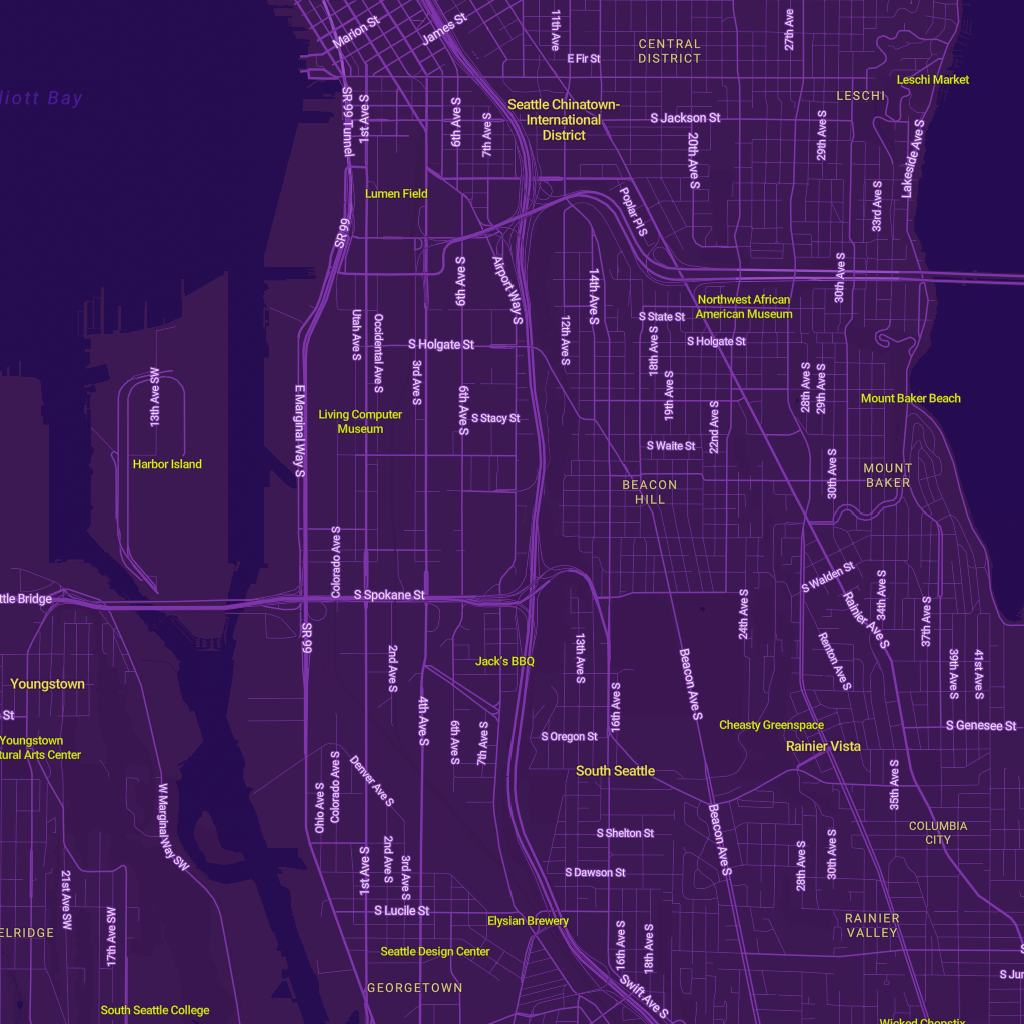 Marion St
James St
11th Ave
E Fir St
CENTRAL
DISTRICT
27th Ave
Leschi Market
LESCHI
liott Bay
SR 99 Tunnel
1st Ave S
6th Ave S
7th Ave S
Seattle Chinatown-
International
District
S Jackson St
20th Ave S
29th Ave S
Lakeside Ave S
33rd Ave S
Lumen Field
Poplar Pl S
SR 99
6th Ave S
Airport Way S
14th Ave S
30th Ave S
Northwest African
American Museum
S State St
Utah Ave S
Occidental Ave S
S Holgate St
12th Ave S
18th Ave S
S Holgate St
13th Ave SW
E Marginal Way S
3rd Ave S
6th Ave S
19th Ave S
28th Ave S
29th Ave S
Mount Baker Beach
Living Computer
Museum
S Stacy St
22nd Ave S
S Waite St
Harbor Island
30th Ave S
MOUNT
BAKER
BEACON
HILL
Colorado Ave S
S Walden St
ttle Bridge
S Spokane St
24th Ave S
Rainier Ave S
34th Ave S
37th Ave S
SR 99
2nd Ave S
Jack's BBQ
13th Ave S
Beacon Ave S
Renton Ave S
39th Ave S
41st Ave S
Youngstown
St
4th Ave S
6th Ave S
7th Ave S
16th Ave S
S Oregon St
Cheasty Greenspace
S Genesee St
Youngstown
tural Arts Center
Rainier Vista
South Seattle
Ohio Ave S
Colorado Ave S
Denver Ave S
35th Ave S
W Marginal Way SW
Beacon Ave S
S Shelton St
COLUMBIA
CITY
1st Ave S
2nd Ave S
3rd Ave S
S Dawson St
28th Ave S
30th Ave S
21st Ave SW
17th Ave SW
S Lucile St
Elysian Brewery
16th Ave S
18th Ave S
RAINIER
VALLEY
ELRIDGE
Seattle Design Center
S
S Jun
GEORGETOWN
Swift Ave S
South Seattle College
Wicked Chopstix